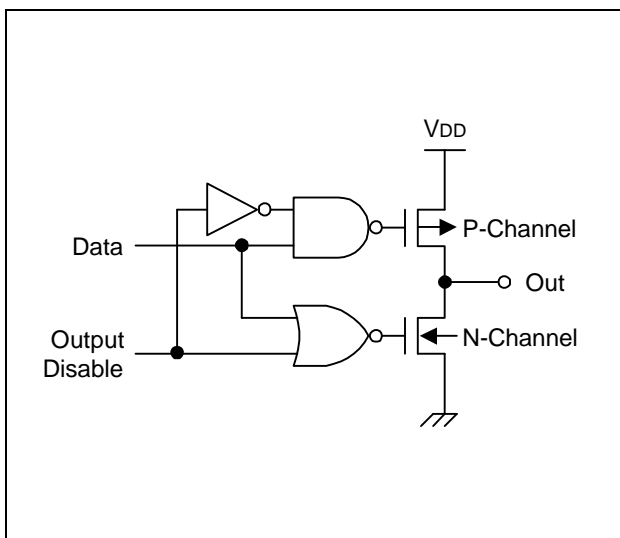 VDD
P-Channel
Data
Out
Output
Disable
N-Channel